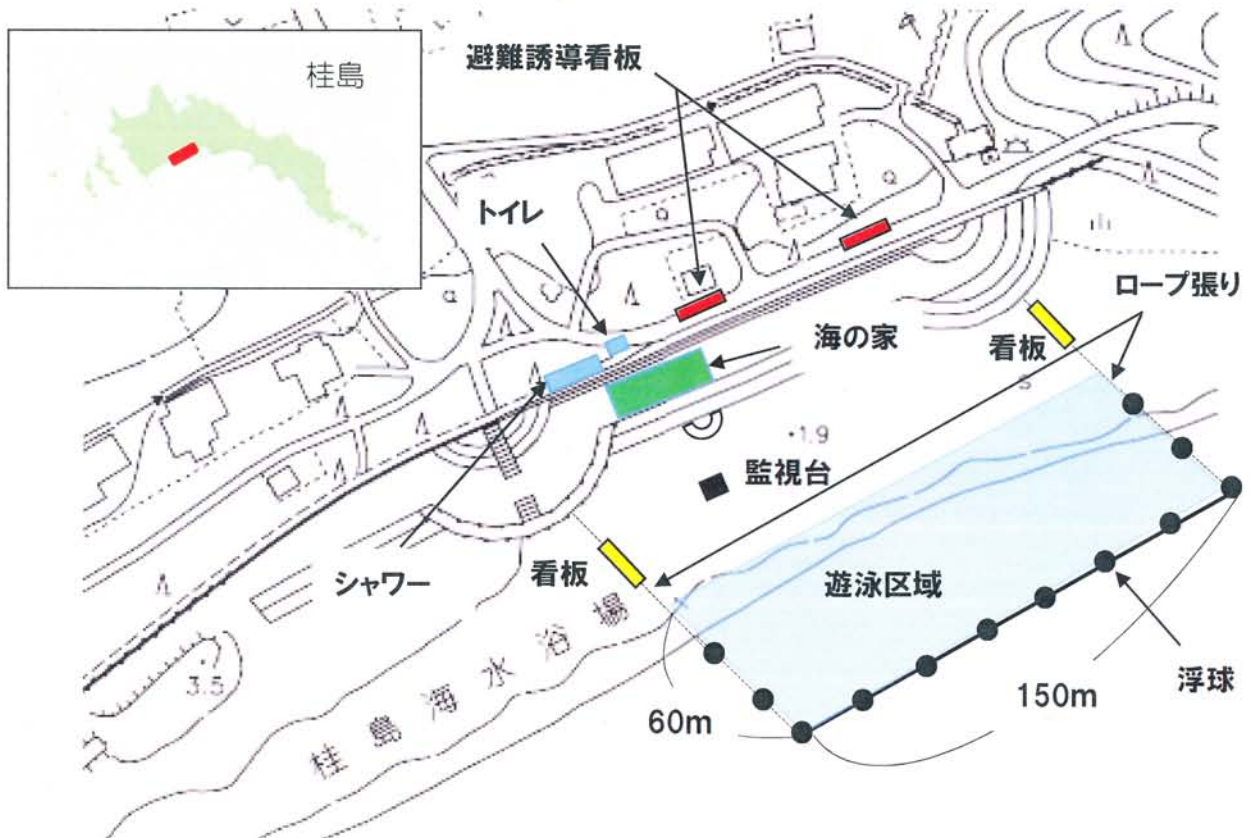 桂島
避難誘導看板
トイレ
ロープ張り
海の家
看板
1.9
監視台
シャワー
看板
遊泳区域
浮球
3.5
60m
150m
桂島海水浴場